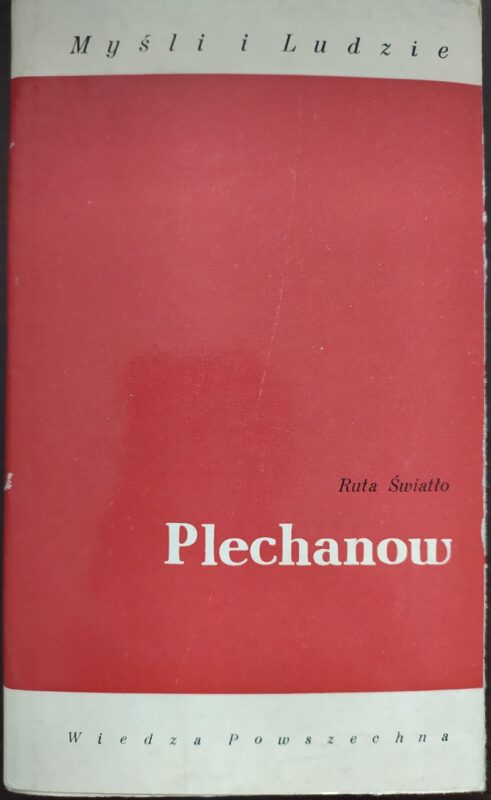 Myśli i Ludzie
Ruta Światło
Plechanow
Wiedza Powszechna